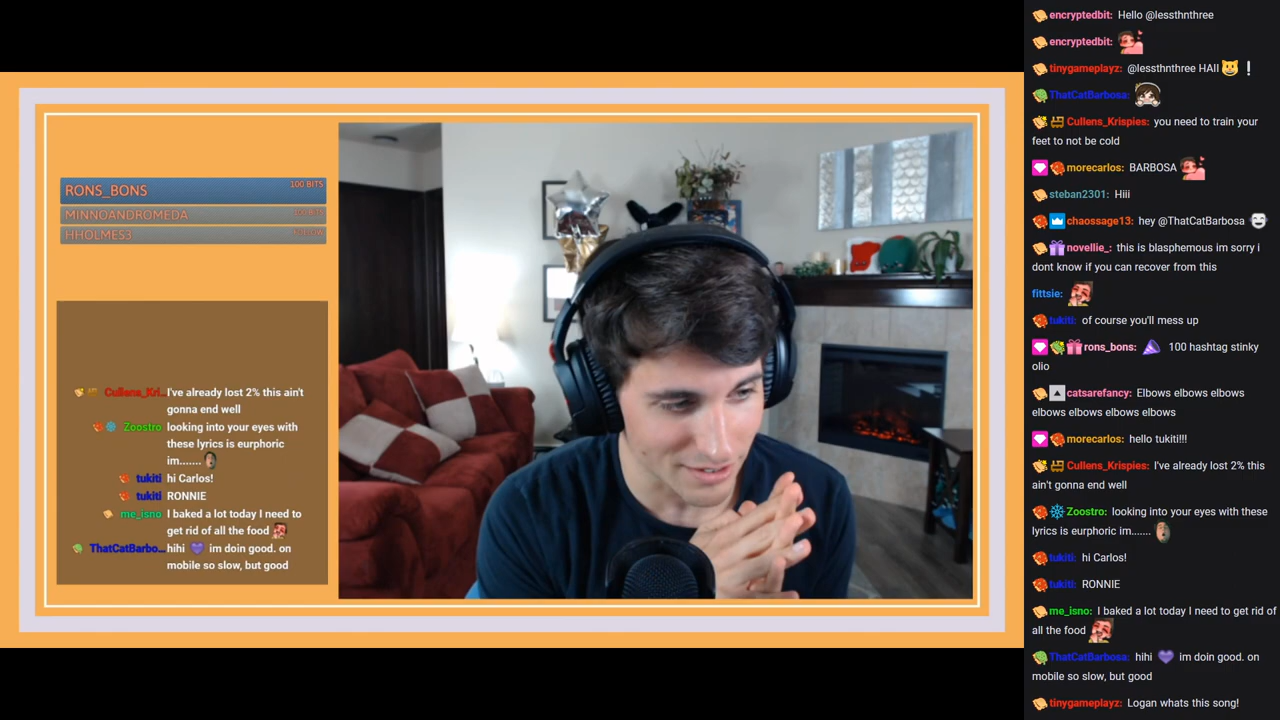 RONS_BONS
100 BITS
MINNOANDROMEDA
HHOLMES3
Cullens_Kri... I've already lost 2% this ain't
gonna end well
Zoostro looking into your eyes with
these lyrics is eurphoric
im.......
tukiti hi Carlos!
tukiti RONNIE
me_isno I baked a lot today I need to
get rid of all the food
ThatCatBarbo... hihi im doin good. on
mobile so slow, but good
encryptedbit: Hello @lessthnthree
encryptedbit:
tinygameplayz: @lessthnthree HAII
ThatCatBarbosa:
Cullens_Krispies: you need to train your
feet to not be cold
morecarlos: BARBOSA
steban2301: Hiii
chaossage13: hey @ThatCatBarbosa
novellie_: this is blasphemous im sorry i
dont know if you can recover from this
fittsie:
tukiti: of course you'll mess up
rons_bons: 100 hashtag stinky
olio
catsarefancy: Elbows elbows elbows
elbows elbows elbows elbows
morecarlos: hello tukiti!!!
Cullens_Krispies: I've already lost 2% this
ain't gonna end well
Zoostro: looking into your eyes with these
lyrics is eurphoric im.......
tukiti: hi Carlos!
tukiti: RONNIE
me_isno: I baked a lot today I need to get rid of
all the food
ThatCatBarbosa: hihi im doin good. on
mobile so slow, but good
tinygameplayz: Logan whats this song!